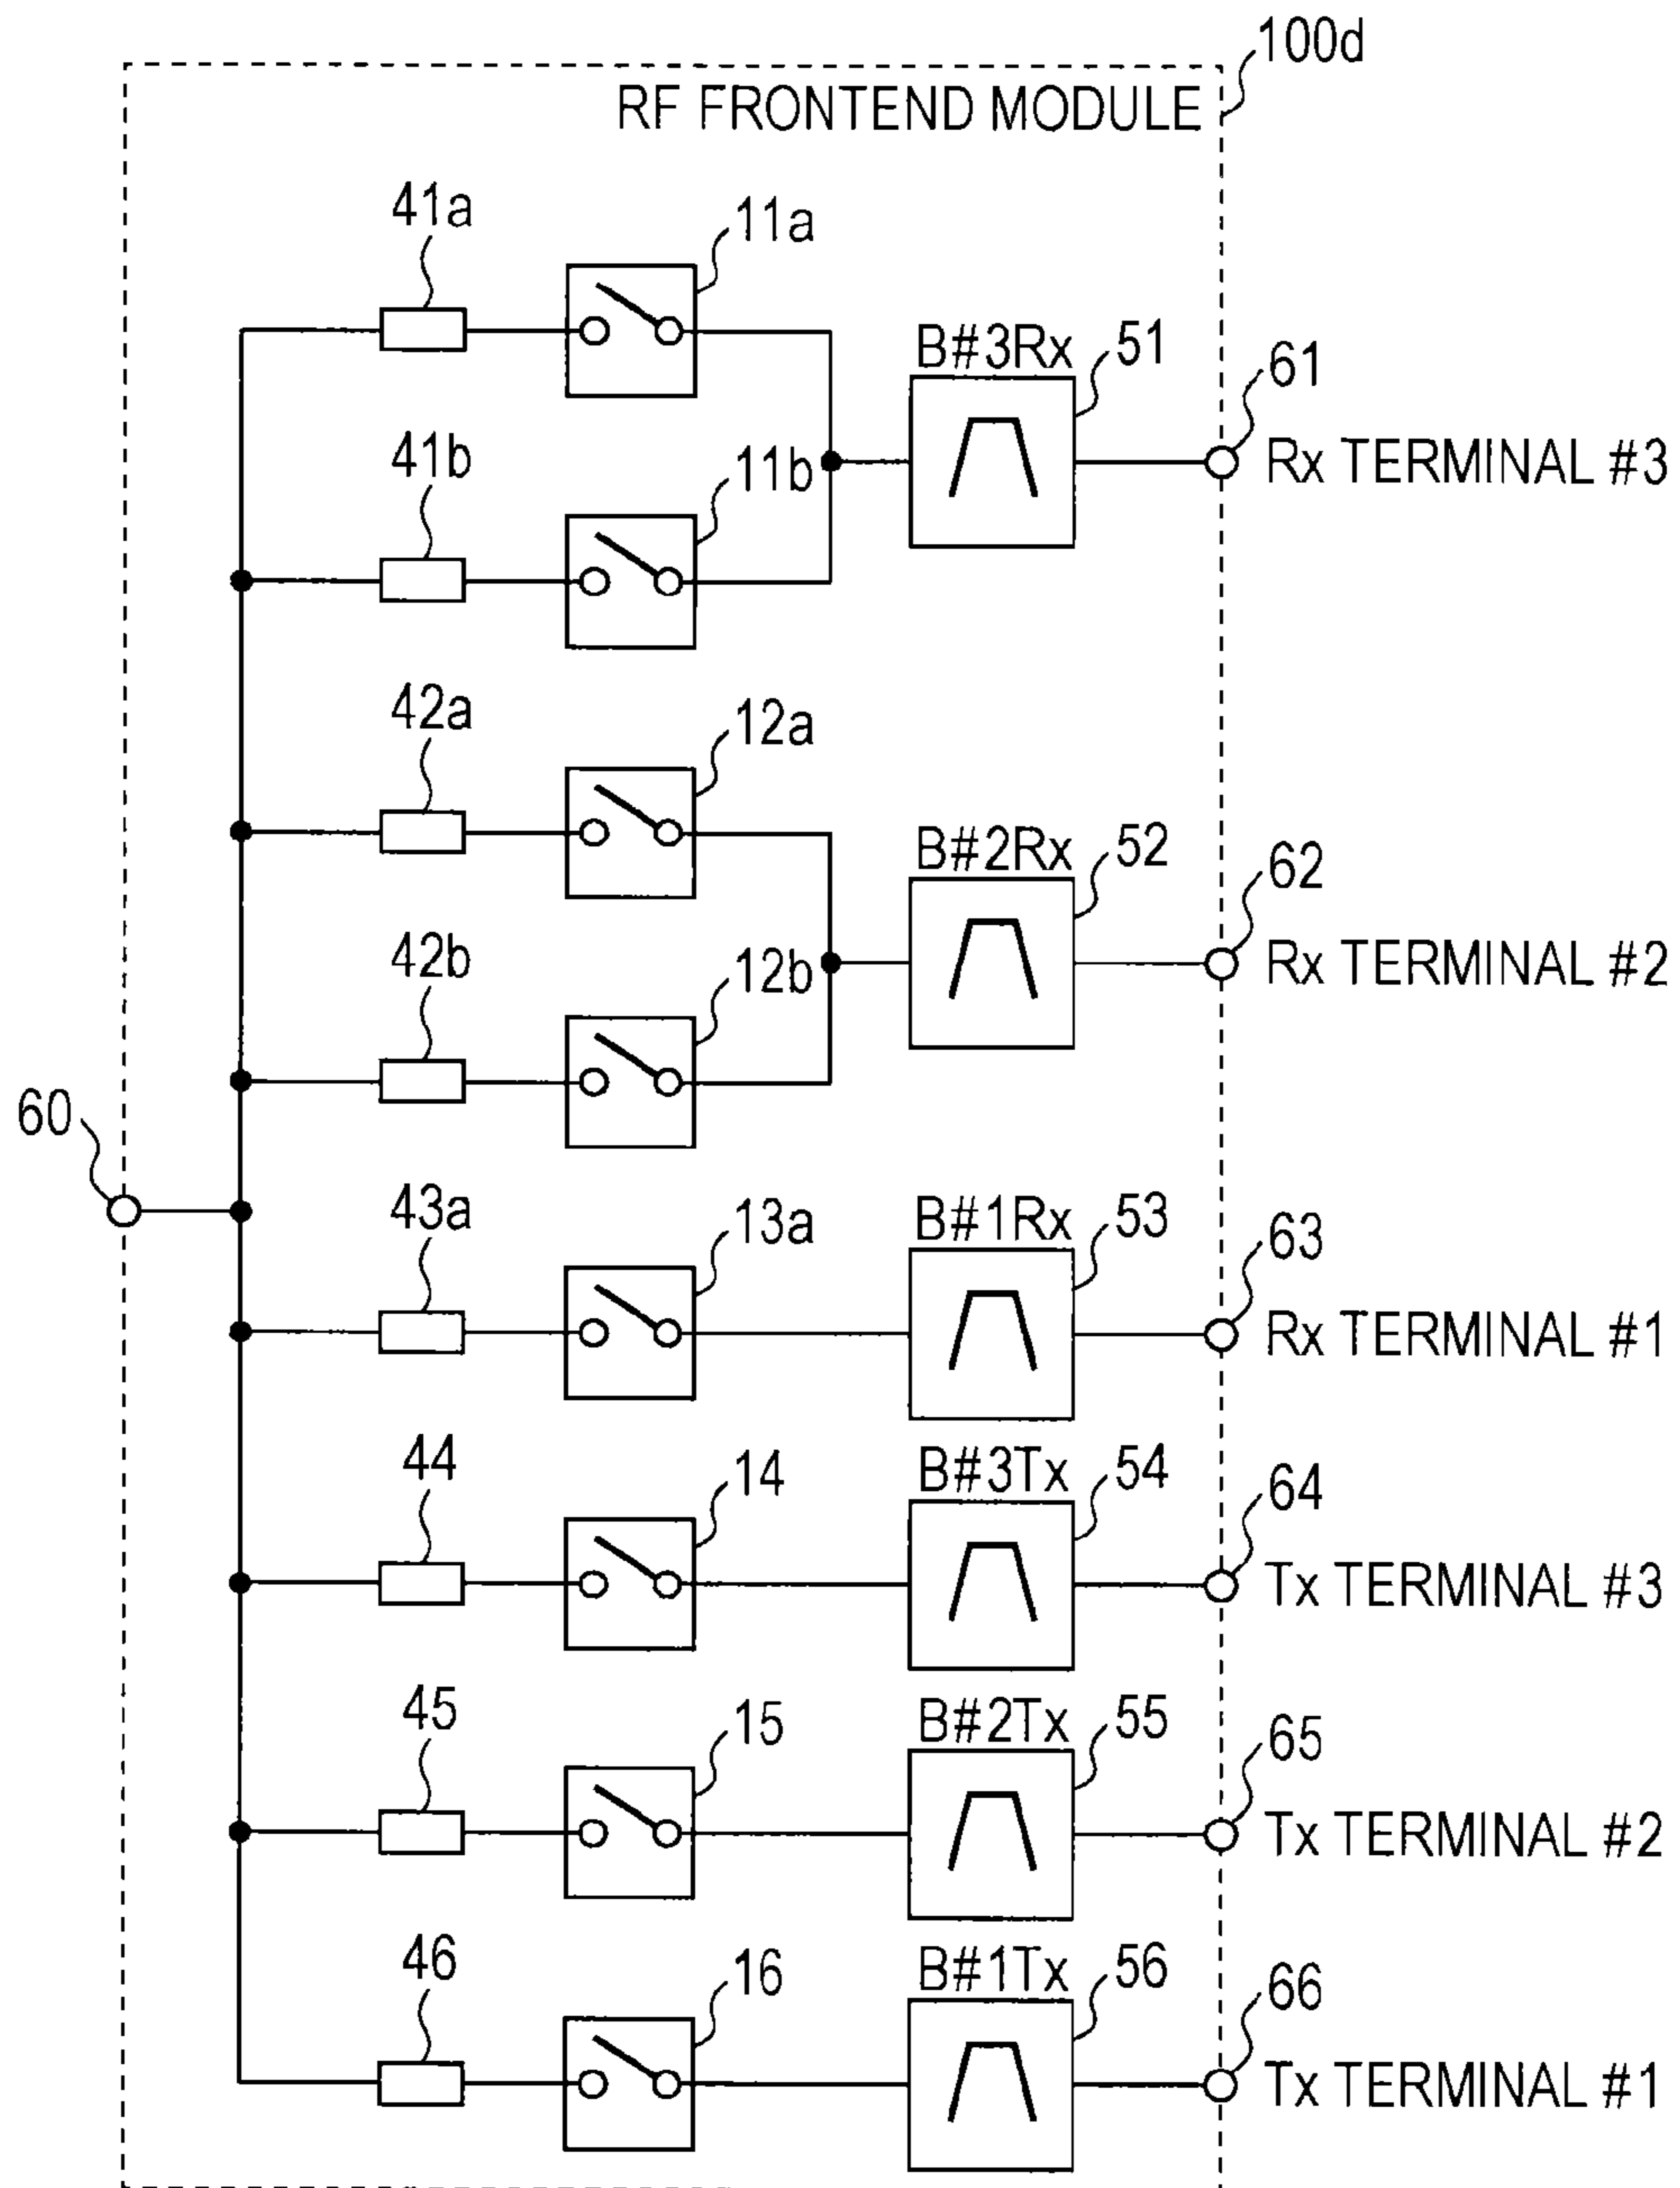 100d
RF FRONTEND MODULE
41a
11a
B#3Rx
51
61
Rx TERMINAL #3
41b
11b
42a
12a
B#2Rx
52
62
Rx TERMINAL #2
42b
12b
60
43a
13a
B#1Rx
53
63
Rx TERMINAL #1
44
14
B#3Tx
54
64
Tx TERMINAL #3
45
15
B#2Tx
55
65
Tx TERMINAL #2
46
16
B#1Tx
56
66
Tx TERMINAL #1